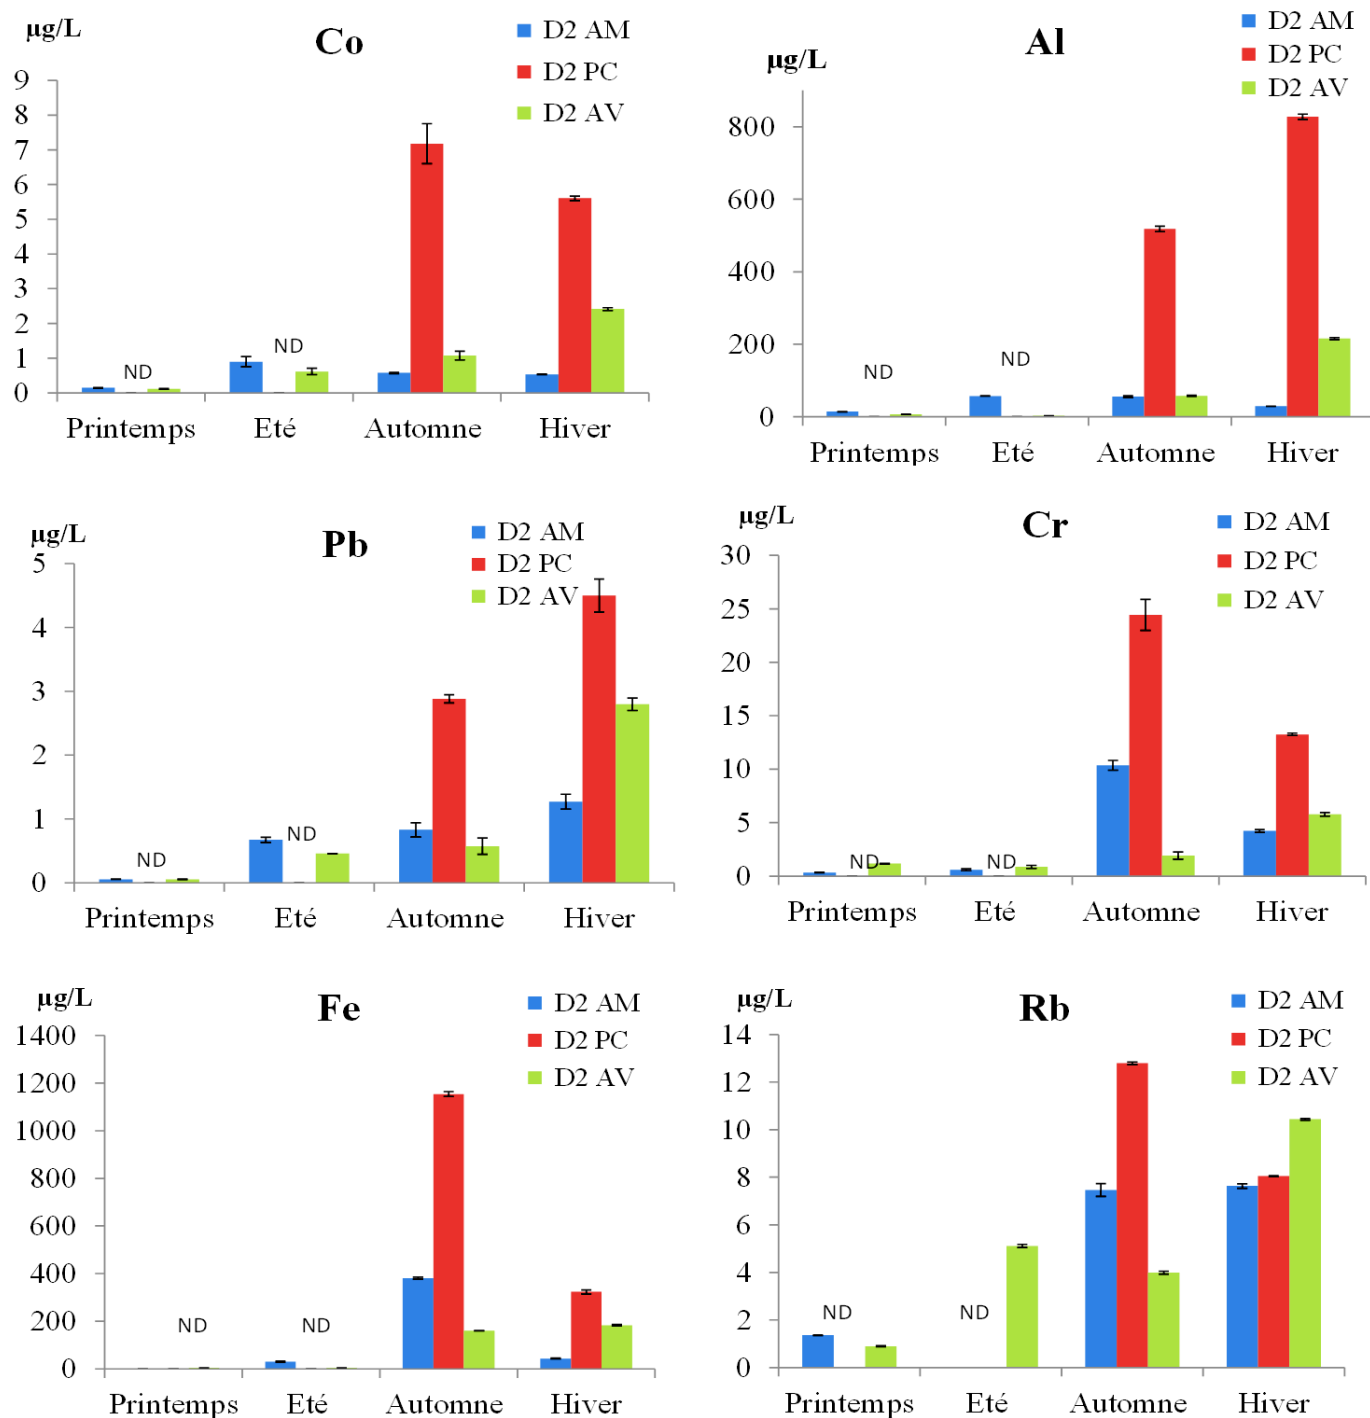 µg/L
Co
D2 AM
D2 PC
D2 AV
9
8
7
6
5
4
3
2
1
0
ND
ND
Printemps Eté Automne Hiver
µg/L
Al
D2 AM
D2 PC
D2 AV
800
600
400
200
0
ND
ND
Printemps Eté Automne Hiver
µg/L
Pb
D2 AM
D2 PC
D2 AV
5
4
3
2
1
0
ND
ND
Printemps Eté Automne Hiver
µg/L
Cr
D2 AM
D2 PC
D2 AV
30
25
20
15
10
5
0
ND
ND
Printemps Eté Automne Hiver
µg/L
Fe
D2 AM
D2 PC
D2 AV
1400
1200
1000
800
600
400
200
0
ND
ND
Printemps Eté Automne Hiver
µg/L
Rb
D2 AM
D2 PC
D2 AV
14
12
10
8
6
4
2
0
ND
ND
Printemps Eté Automne Hiver